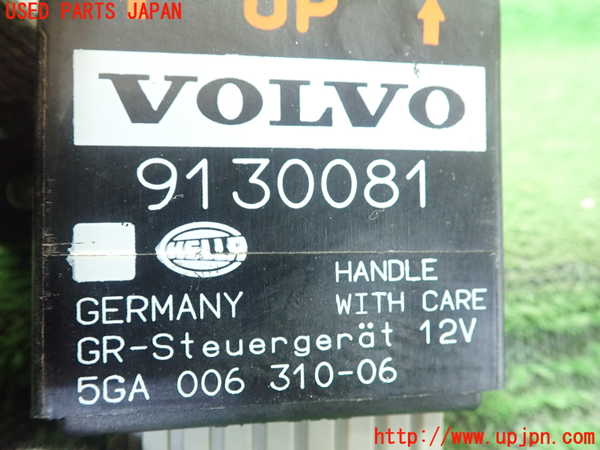 USED PARTS JAPAN
UP
VOLVO
9130081
HELLA
GERMANY
HANDLE
WITH CARE
GR-Steuergerät 12V
5GA 006 310-06
http://www.upjpn.com